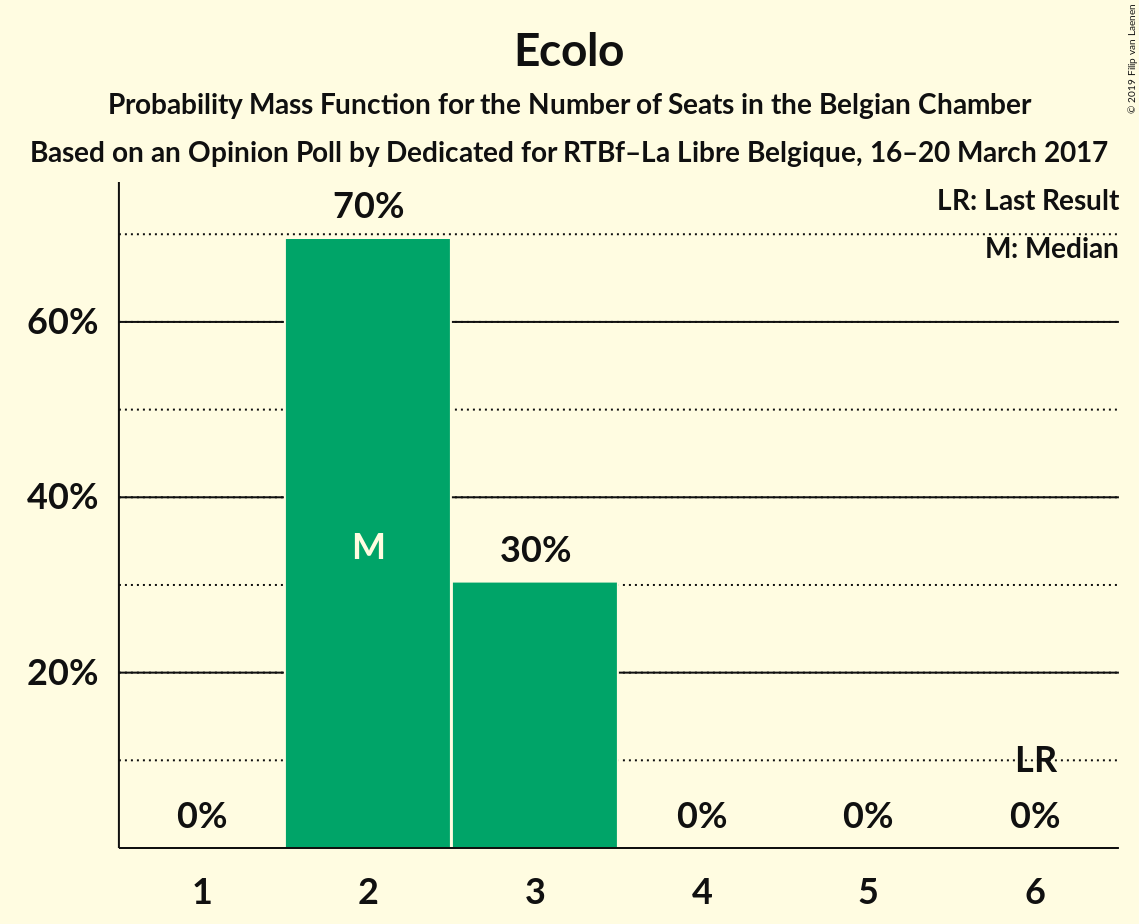 Ecolo
Probability Mass Function for the Number of Seats in the Belgian Chamber
Based on an Opinion Poll by Dedicated for RTBf–La Libre Belgique, 16–20 March 2017
© 2019 Filip van Laenen
LR: Last Result
M: Median
70%
60%
40%
M
30%
20%
LR
0%
0%
0%
0%
1
2
3
4
5
6